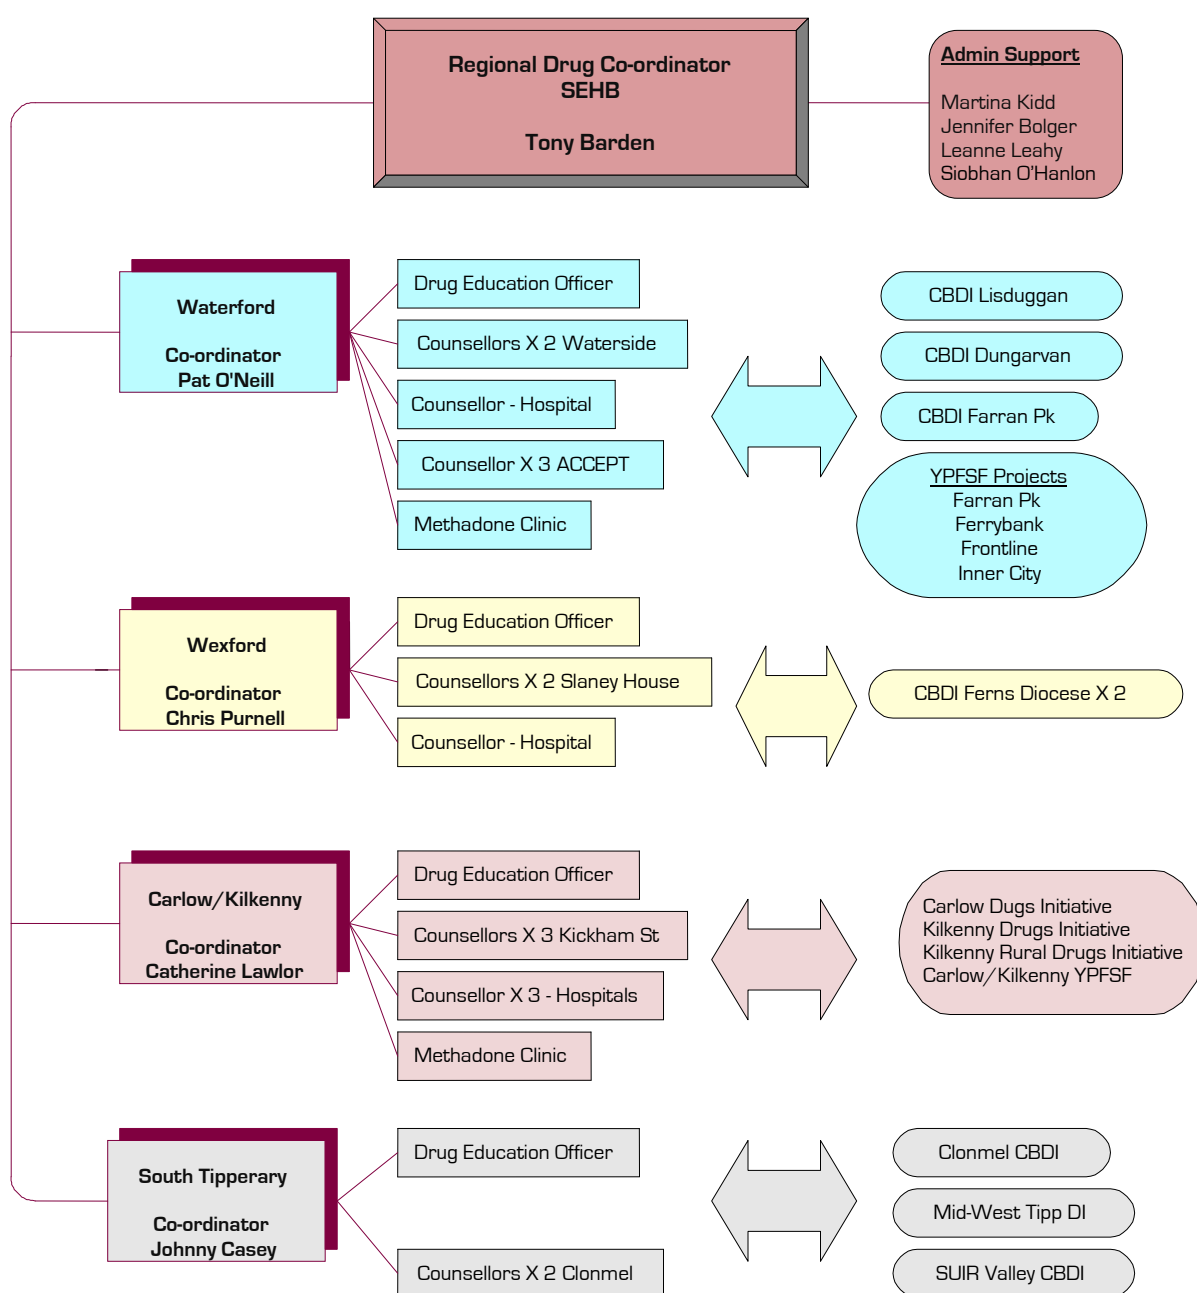 Regional Drug Co-ordinator
SEHB
Tony Barden
Admin Support
Martina Kidd
Jennifer Bolger
Leanne Leahy
Siobhan O'Hanlon
Waterford
Co-ordinator
Pat O'Neill
Drug Education Officer
Counsellors X 2 Waterside
Counsellor - Hospital
Counsellor X 3 ACCEPT
Methadone Clinic
CBDI Lisduggan
CBDI Dungarvan
CBDI Farran Pk
YPFSF Projects
Farran Pk
Ferrybank
Frontline
Inner City
Wexford
Co-ordinator
Chris Purnell
Drug Education Officer
Counsellors X 2 Slaney House
Counsellor - Hospital
CBDI Ferns Diocese X 2
Carlow/Kilkenny
Co-ordinator
Catherine Lawlor
Drug Education Officer
Counsellors X 3 Kickham St
Counsellor X 3 - Hospitals
Methadone Clinic
Carlow Dugs Initiative
Kilkenny Drugs Initiative
Kilkenny Rural Drugs Initiative
Carlow/Kilkenny YPFSF
South Tipperary
Co-ordinator
Johnny Casey
Drug Education Officer
Counsellors X 2 Clonmel
Clonmel CBDI
Mid-West Tipp DI
SUIR Valley CBDI